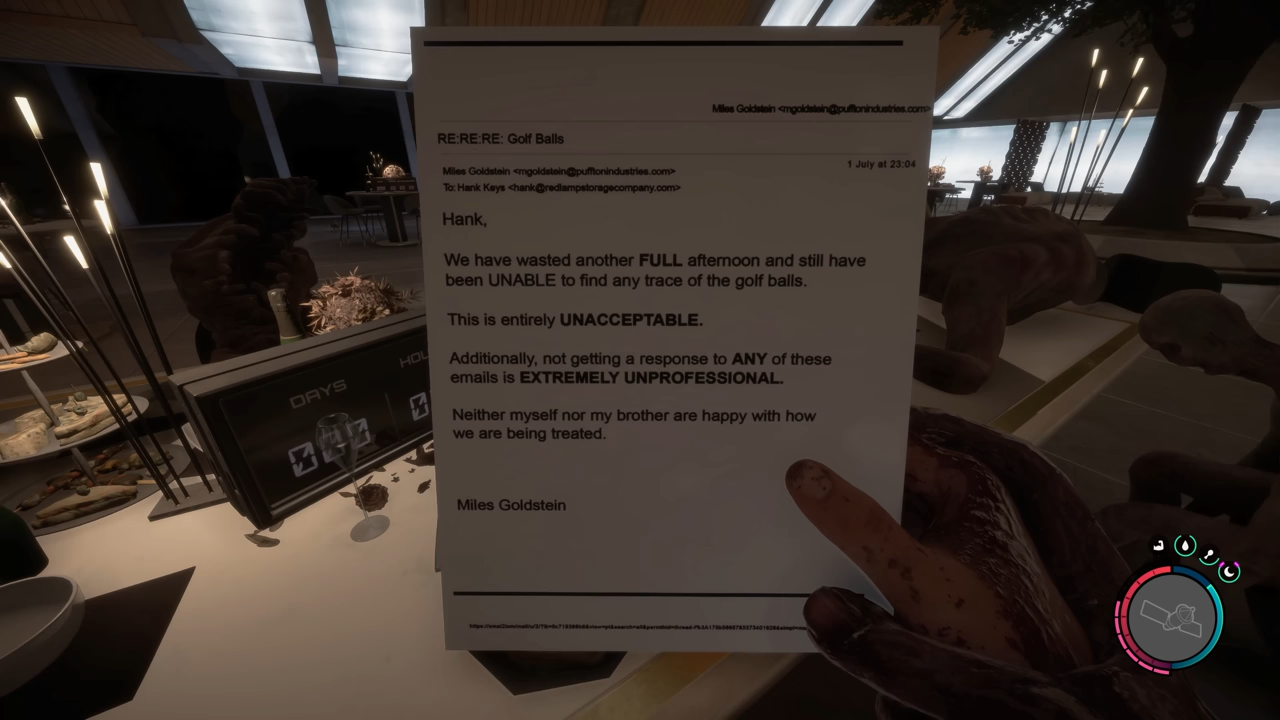 Miles Goldstein <mgoldstein@pufftonindustries.com>
RE:RE:RE: Golf Balls
Miles Goldstein <mgoldstein@pufftonindustries.com>
1 July at 23:04
To: Hank Keys <hank@redlampstoragecompany.com>
Hank,
We have wasted another FULL afternoon and still have
been UNABLE to find any trace of the golf balls.
This is entirely UNACCEPTABLE.
Additionally, not getting a response to ANY of these
emails is EXTREMELY UNPROFESSIONAL.
Neither myself nor my brother are happy with how
we are being treated.
Miles Goldstein
DAYS